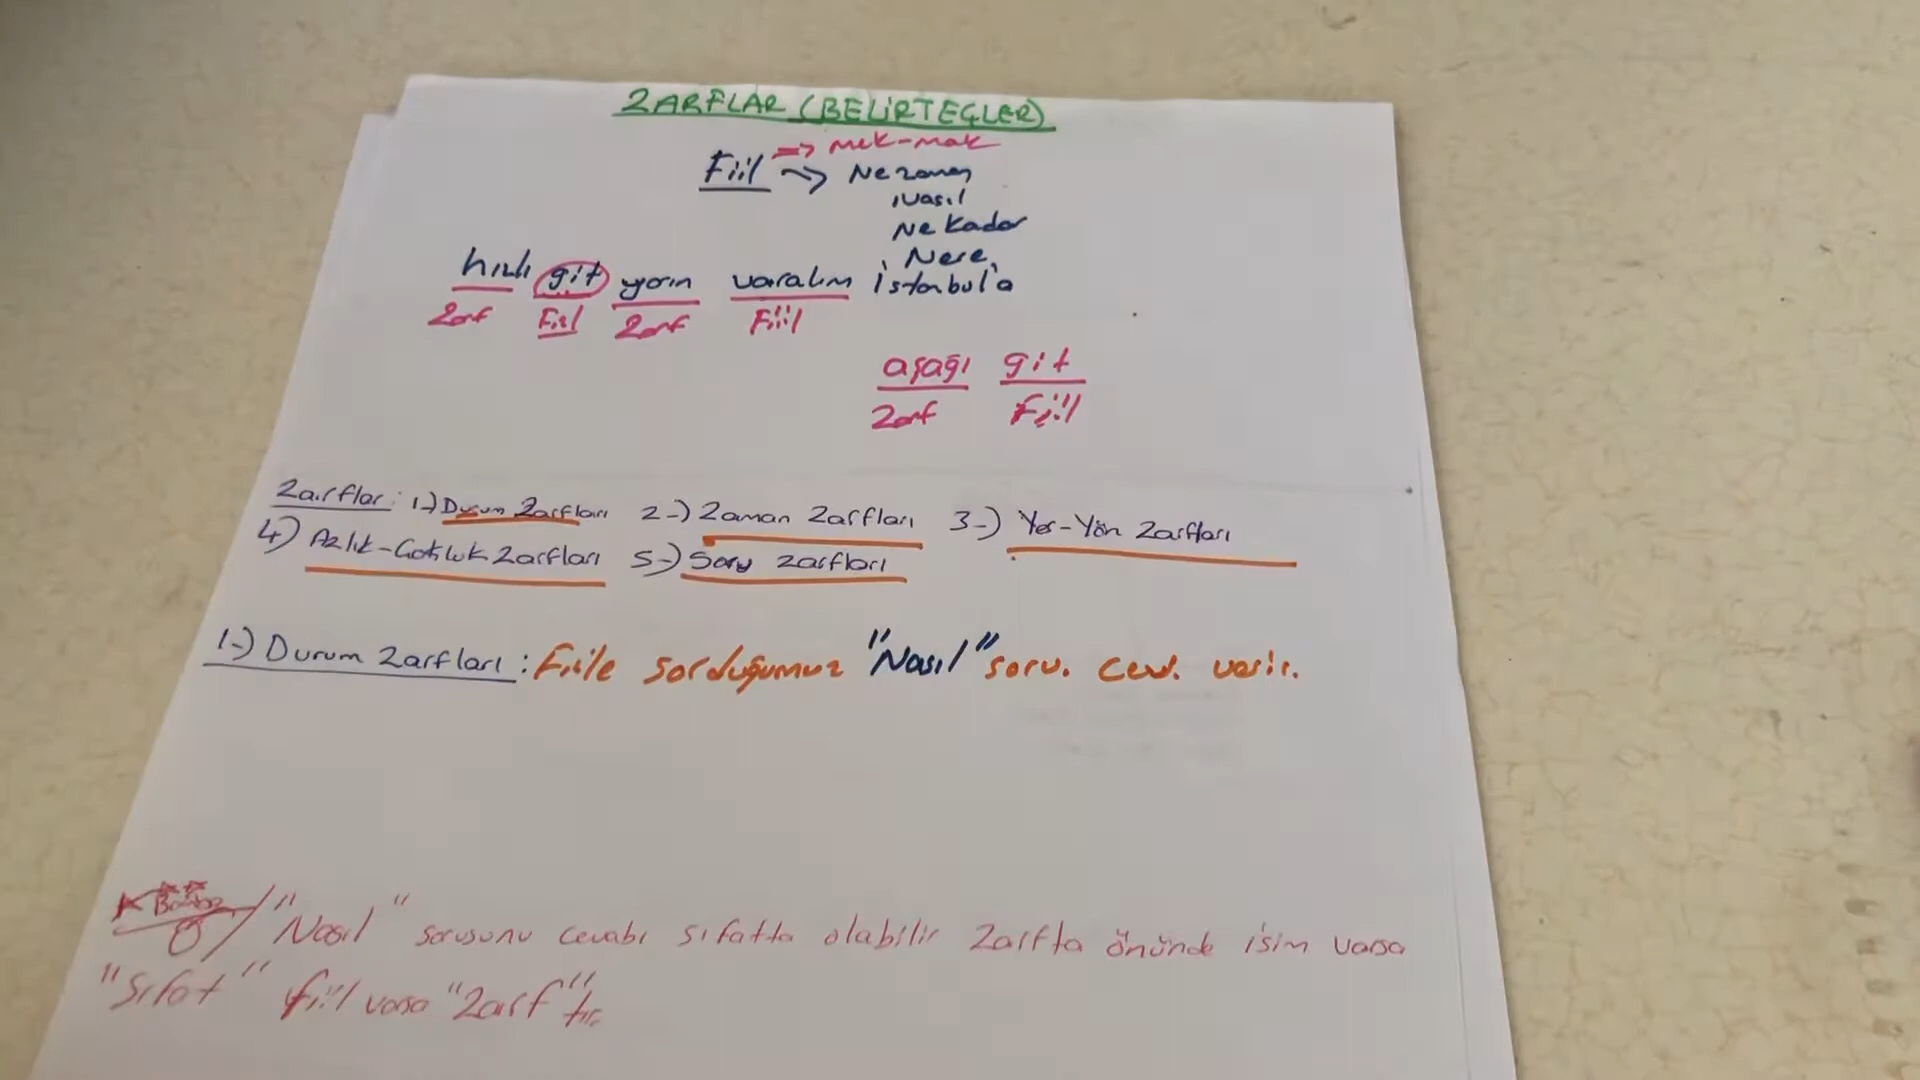 ZARFLAR (BELİRTEÇLER)
=> mek-mak
Fiil => Ne zaman
Nasıl
Ne kadar
Nere
hızlı git yarın varalım İstanbul'a
Zarf Fiil Zarf Fiil
aşağı git
Zarf Fiil
Zarflar: 1-) Durum Zarfları 2-) Zaman Zarfları 3-) Yer-Yön Zarfları
4) Azlık-Çokluk Zarfları 5-) Soru Zarfları
1-) Durum Zarfları: Fiile sorduğumuz "Nasıl" soru. cev. verir.
"Nasıl" sorusunu cevabı sıfatta olabilir Zarfta önünde isim varsa
"Sıfat" fiil varsa "Zarf"tır